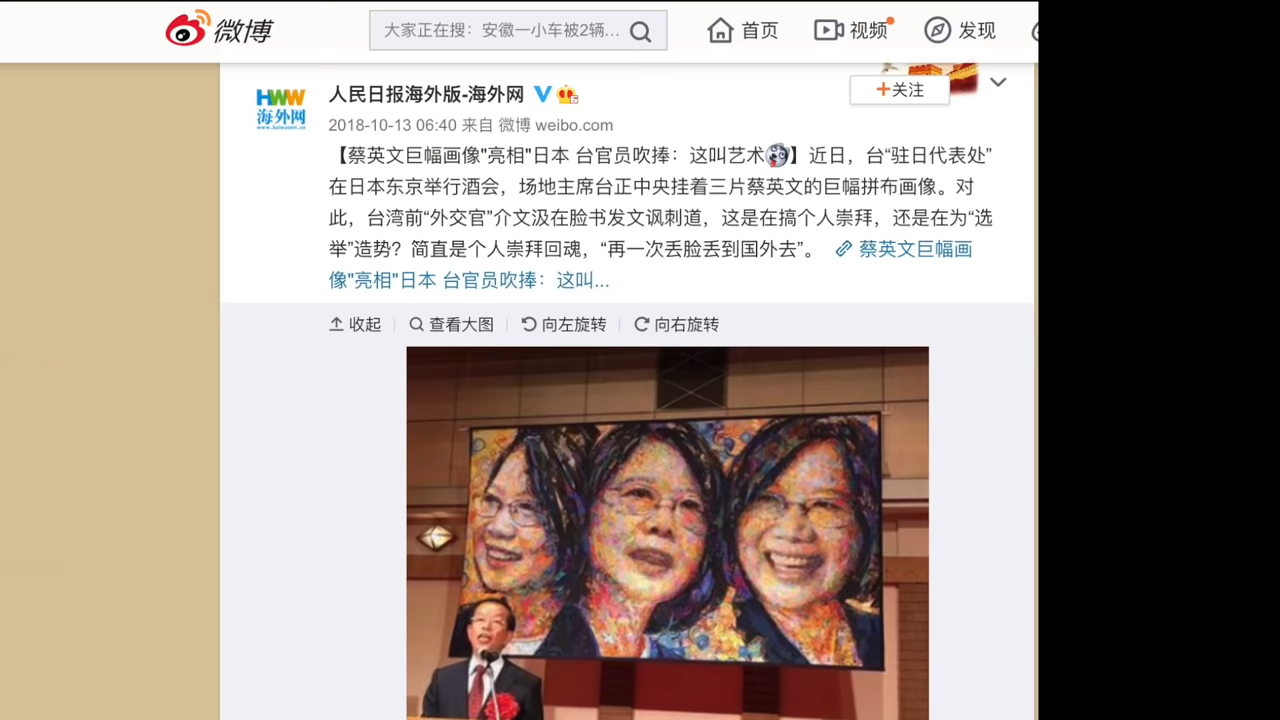 微博
大家正在搜：安徽一小车被2辆...
首页
视频
发现
HWW
海外网
www.haiwainet.cn
人民日报海外版-海外网
+关注
2018-10-13 06:40 来自 微博 weibo.com
【蔡英文巨幅画像"亮相"日本 台官员吹捧：这叫艺术】近日，台“驻日代表处”
在日本东京举行酒会，场地主席台正中央挂着三片蔡英文的巨幅拼布画像。对
此，台湾前“外交官”介文汲在脸书发文讽刺道，这是在搞个人崇拜，还是在为“选
举”造势？简直是个人崇拜回魂，“再一次丢脸丢到国外去”。 蔡英文巨幅画
像"亮相"日本 台官员吹捧：这叫...
收起
查看大图
向左旋转
向右旋转